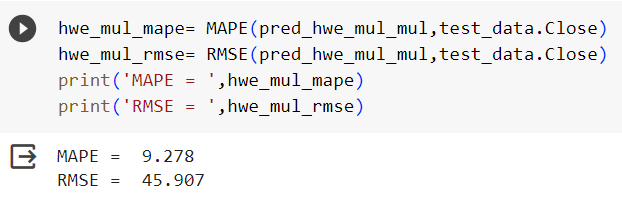 hwe_mul_mape= MAPE(pred_hwe_mul_mul,test_data.Close)
hwe_mul_rmse= RMSE(pred_hwe_mul_mul,test_data.Close)
print('MAPE = ',hwe_mul_mape)
print('RMSE = ',hwe_mul_rmse)
MAPE =  9.278
RMSE =  45.907